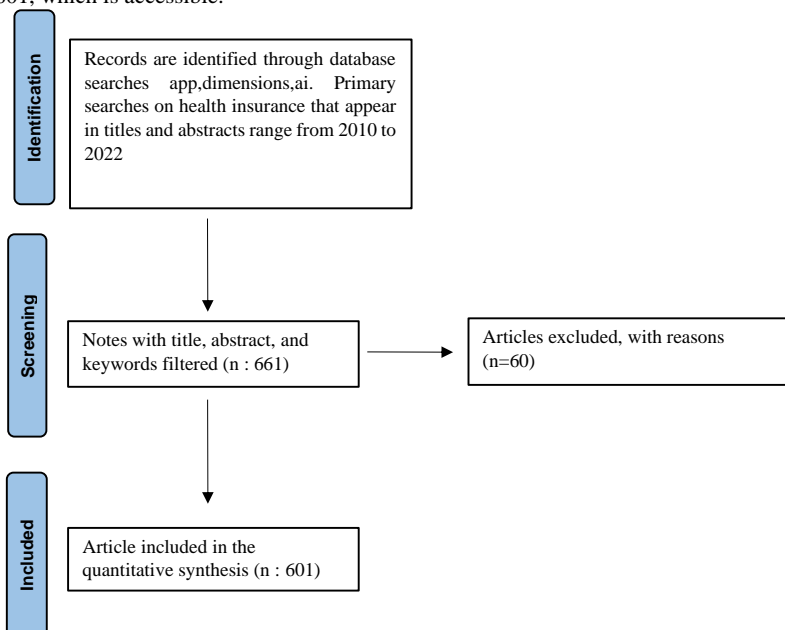 which is accessible.
Identification
Records are identified through database
searches app,dimensions,ai. Primary
searches on health insurance that appear
in titles and abstracts range from 2010 to
2022
Screening
Notes with title, abstract, and
keywords filtered (n : 661)
Articles excluded, with reasons
(n=60)
Included
Article included in the
quantitative synthesis (n : 601)